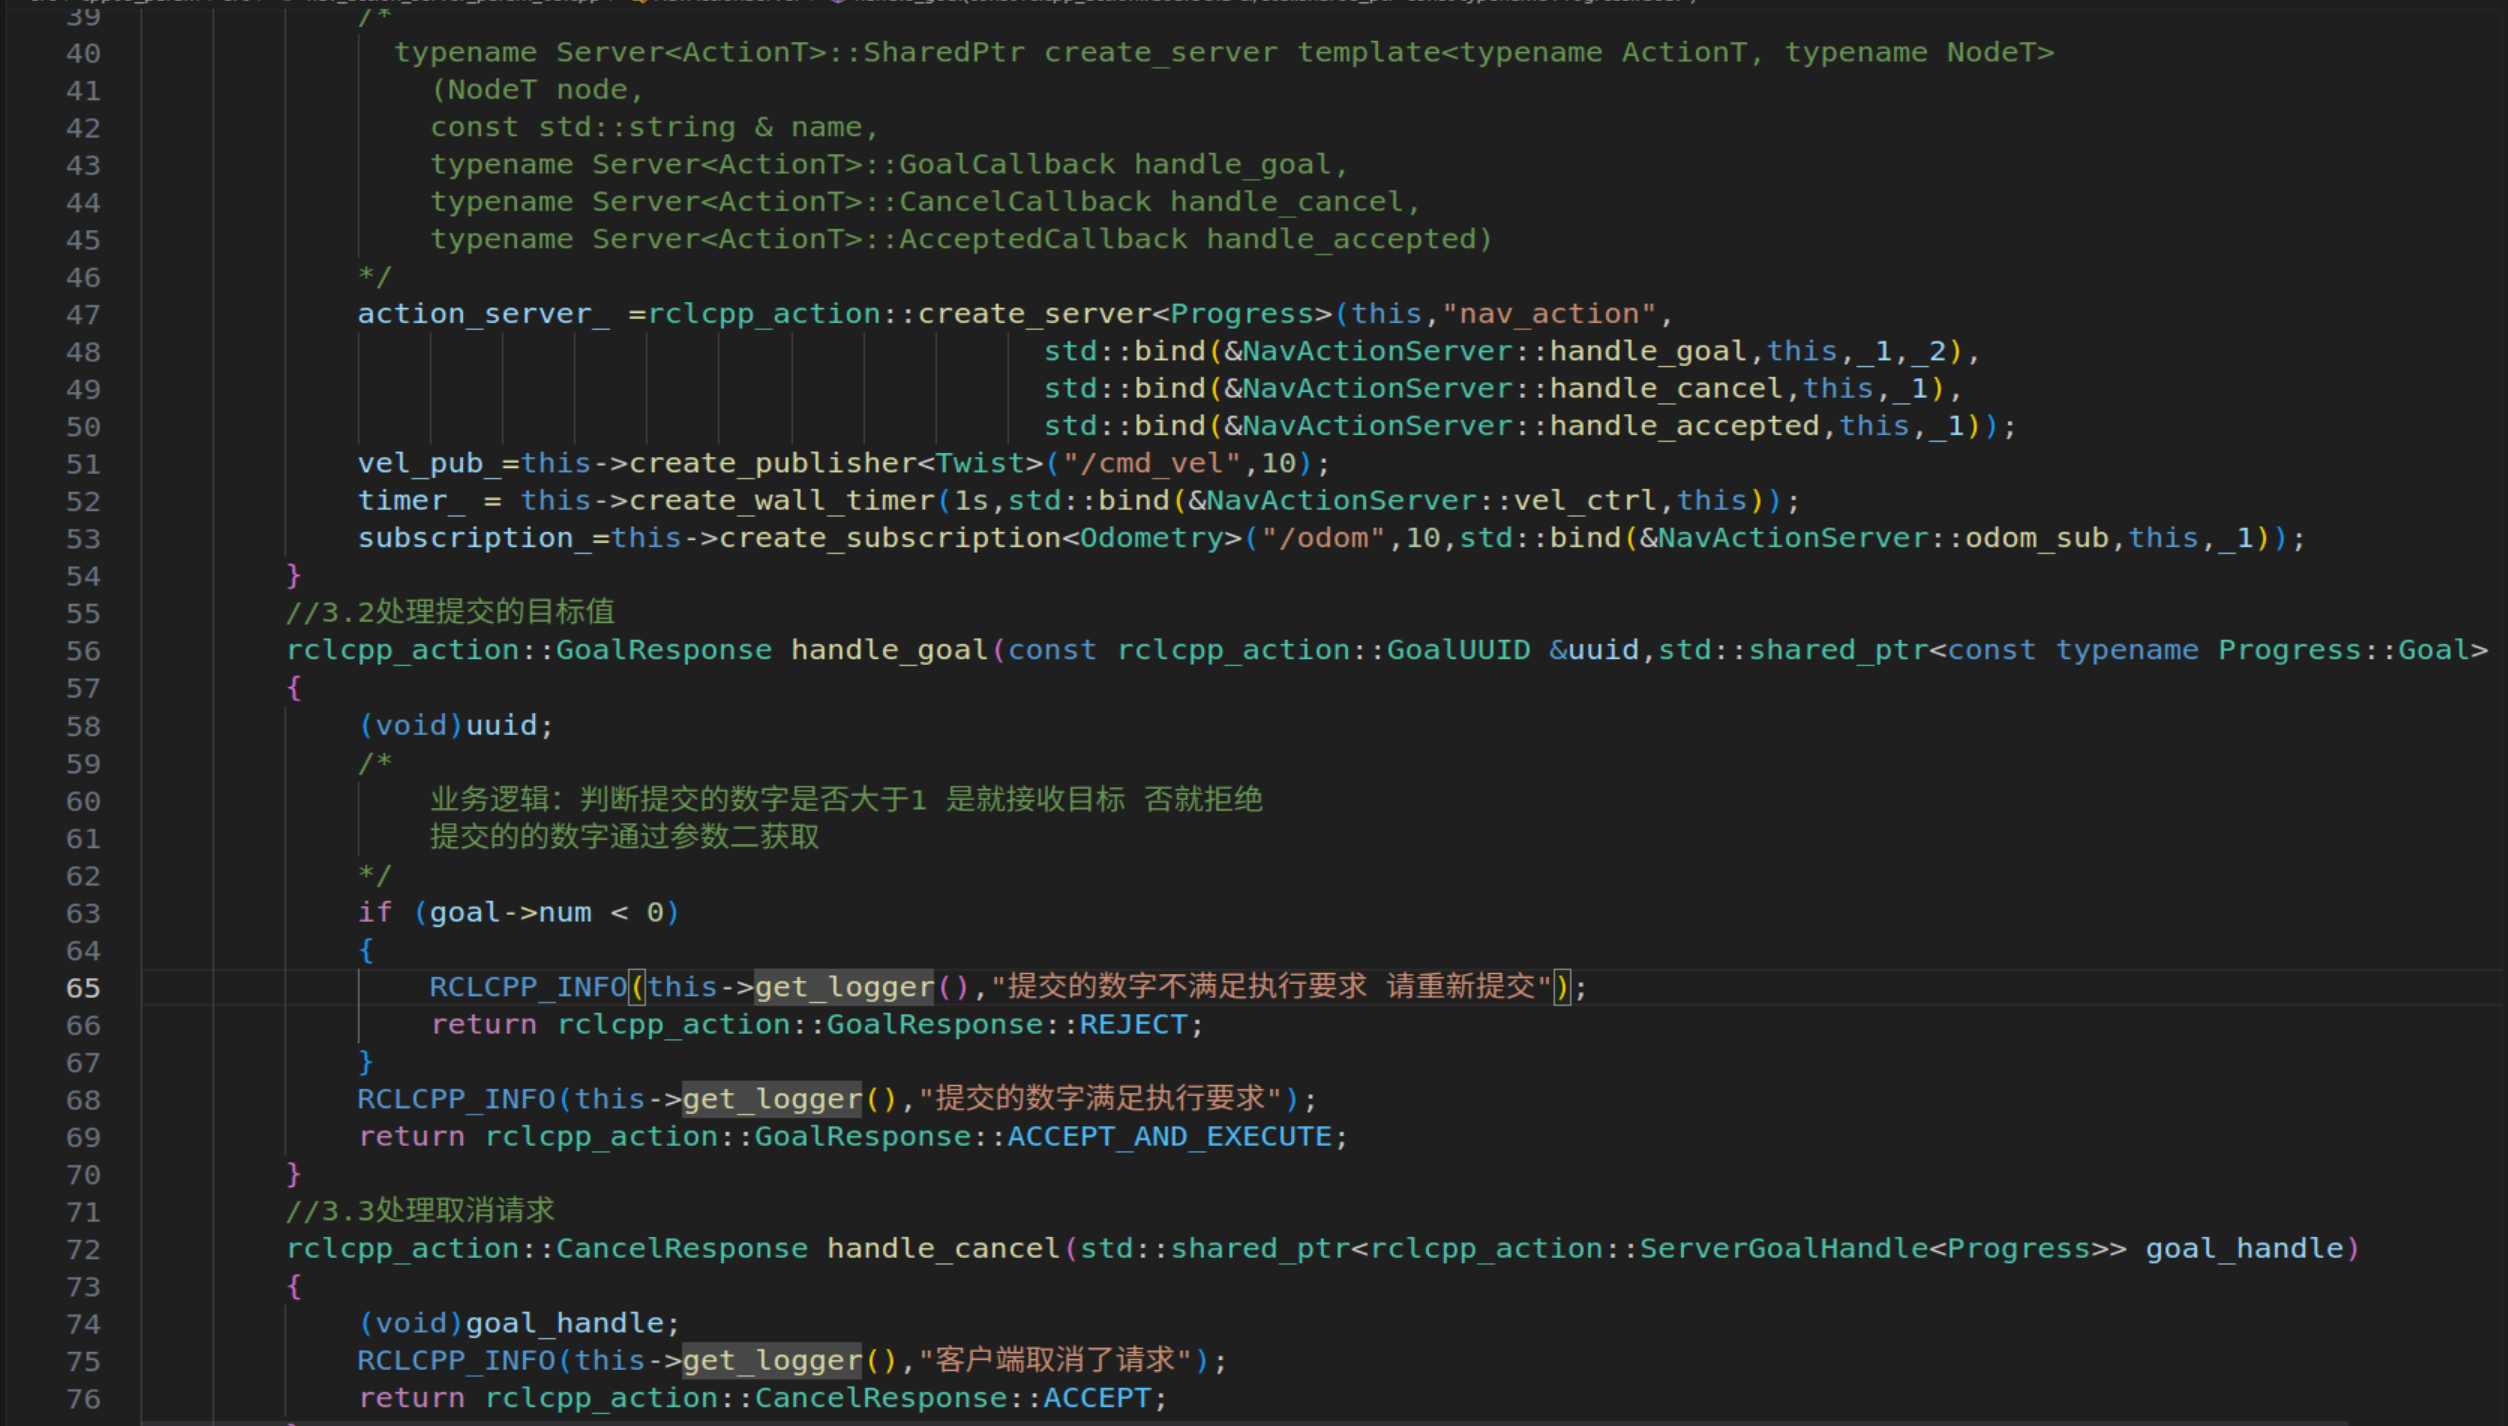 39 /*
40 typename Server<ActionT>::SharedPtr create_server template<typename ActionT, typename NodeT>
41 (NodeT node,
42 const std::string & name,
43 typename Server<ActionT>::GoalCallback handle_goal,
44 typename Server<ActionT>::CancelCallback handle_cancel,
45 typename Server<ActionT>::AcceptedCallback handle_accepted)
46 */
47 action_server_ =rclcpp_action::create_server<Progress>(this,"nav_action",
48 std::bind(&NavActionServer::handle_goal,this,_1,_2),
49 std::bind(&NavActionServer::handle_cancel,this,_1),
50 std::bind(&NavActionServer::handle_accepted,this,_1));
51 vel_pub_=this->create_publisher<Twist>("/cmd_vel",10);
52 timer_ = this->create_wall_timer(1s,std::bind(&NavActionServer::vel_ctrl,this));
53 subscription_=this->create_subscription<Odometry>("/odom",10,std::bind(&NavActionServer::odom_sub,this,_1));
54 }
55 //3.2处理提交的目标值
56 rclcpp_action::GoalResponse handle_goal(const rclcpp_action::GoalUUID &uuid,std::shared_ptr<const typename Progress::Goal>
57 {
58 (void)uuid;
59 /*
60 业务逻辑：判断提交的数字是否大于1 是就接收目标 否就拒绝
61 提交的的数字通过参数二获取
62 */
63 if (goal->num < 0)
64 {
65 RCLCPP_INFO(this->get_logger(),"提交的数字不满足执行要求 请重新提交");
66 return rclcpp_action::GoalResponse::REJECT;
67 }
68 RCLCPP_INFO(this->get_logger(),"提交的数字满足执行要求");
69 return rclcpp_action::GoalResponse::ACCEPT_AND_EXECUTE;
70 }
71 //3.3处理取消请求
72 rclcpp_action::CancelResponse handle_cancel(std::shared_ptr<rclcpp_action::ServerGoalHandle<Progress>> goal_handle)
73 {
74 (void)goal_handle;
75 RCLCPP_INFO(this->get_logger(),"客户端取消了请求");
76 return rclcpp_action::CancelResponse::ACCEPT;